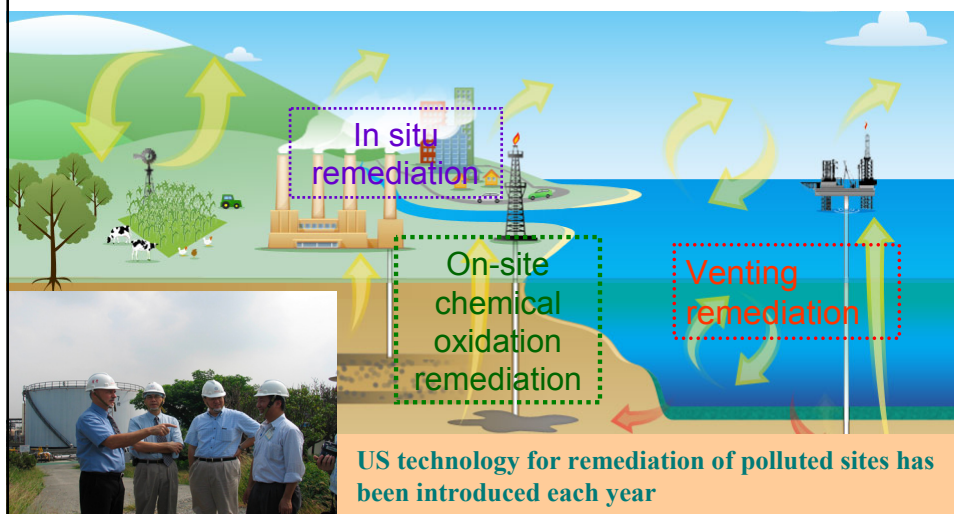 In situ
remediation
On-site
chemical
oxidation
remediation
Venting
remediation
US technology for remediation of polluted sites has
been introduced each year